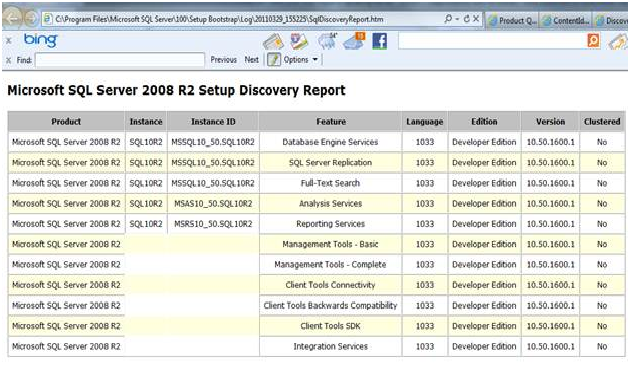 C:\Program Files\Microsoft SQL Server\100\Setup Bootstrap\Log\20110329_155225\SqlDiscoveryReport.htm
Product Q...
ContentId...
Discov
x bing
54°
x Find:
Previous Next Options
Microsoft SQL Server 2008 R2 Setup Discovery Report
Product Instance Instance ID Feature Language Edition Version Clustered
Microsoft SQL Server 2008 R2 SQL10R2 MSSQL10_50.SQL10R2 Database Engine Services 1033 Developer Edition 10.50.1600.1 No
Microsoft SQL Server 2008 R2 SQL10R2 MSSQL10_50.SQL10R2 SQL Server Replication 1033 Developer Edition 10.50.1600.1 No
Microsoft SQL Server 2008 R2 SQL10R2 MSSQL10_50.SQL10R2 Full-Text Search 1033 Developer Edition 10.50.1600.1 No
Microsoft SQL Server 2008 R2 SQL10R2 MSAS10_50.SQL10R2 Analysis Services 1033 Developer Edition 10.50.1600.1 No
Microsoft SQL Server 2008 R2 SQL10R2 MSRS10_50.SQL10R2 Reporting Services 1033 Developer Edition 10.50.1600.1 No
Microsoft SQL Server 2008 R2 Management Tools - Basic 1033 Developer Edition 10.50.1600.1 No
Microsoft SQL Server 2008 R2 Management Tools - Complete 1033 Developer Edition 10.50.1600.1 No
Microsoft SQL Server 2008 R2 Client Tools Connectivity 1033 Developer Edition 10.50.1600.1 No
Microsoft SQL Server 2008 R2 Client Tools Backwards Compatibility 1033 Developer Edition 10.50.1600.1 No
Microsoft SQL Server 2008 R2 Client Tools SDK 1033 Developer Edition 10.50.1600.1 No
Microsoft SQL Server 2008 R2 Integration Services 1033 Developer Edition 10.50.1600.1 No